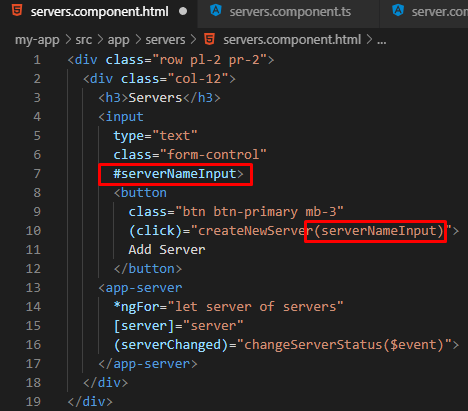 servers.component.html ● servers.component.ts server.com
my-app > src > app > servers > servers.component.html > ...
1 <div class="row pl-2 pr-2">
2 <div class="col-12">
3 <h3>Servers</h3>
4 <input
5 type="text"
6 class="form-control"
7 #serverNameInput>
8 <button
9 class="btn btn-primary mb-3"
10 (click)="createNewServer(serverNameInput)">
11 Add Server
12 </button>
13 <app-server
14 *ngFor="let server of servers"
15 [server]="server"
16 (serverChanged)="changeServerStatus($event)">
17 </app-server>
18 </div>
19 </div>